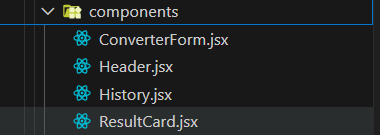 components
ConverterForm.jsx
Header.jsx
History.jsx
ResultCard.jsx